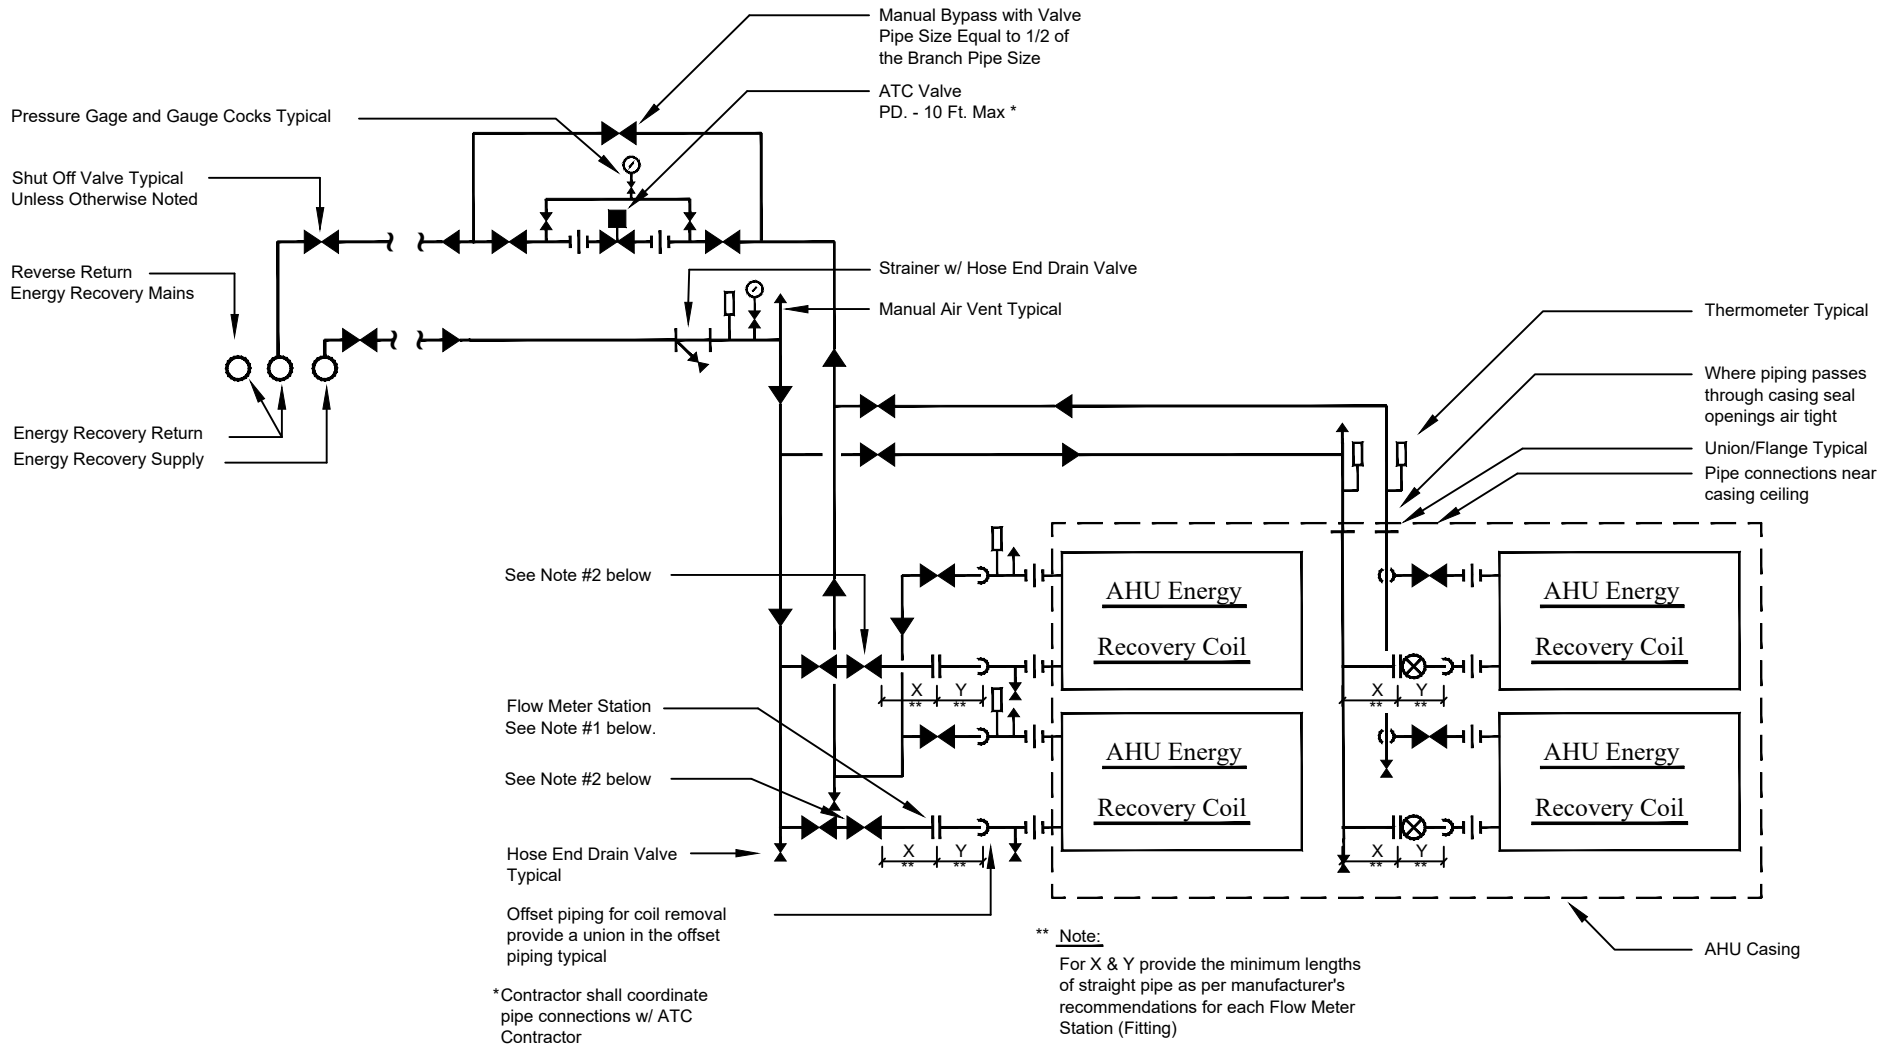 Manual Bypass with Valve
Pipe Size Equal to 1/2 of
the Branch Pipe Size
ATC Valve
PD. - 10 Ft. Max *
Pressure Gage and Gauge Cocks Typical
Shut Off Valve Typical
Unless Otherwise Noted
Reverse Return
Energy Recovery Mains
Strainer w/ Hose End Drain Valve
Manual Air Vent Typical
Thermometer Typical
Where piping passes
through casing seal
openings air tight
Energy Recovery Return
Energy Recovery Supply
Union/Flange Typical
Pipe connections near
casing ceiling
See Note #2 below
AHU Energy
Recovery Coil
AHU Energy
Recovery Coil
X
**
Y
**
X
**
Y
**
Flow Meter Station
See Note #1 below.
See Note #2 below
AHU Energy
Recovery Coil
AHU Energy
Recovery Coil
X
**
Y
**
X
**
Y
**
Hose End Drain Valve
Typical
Offset piping for coil removal
provide a union in the offset
piping typical
AHU Casing
*Contractor shall coordinate
pipe connections w/ ATC
Contractor
** Note:
For X & Y provide the minimum lengths
of straight pipe as per manufacturer's
recommendations for each Flow Meter
Station (Fitting)